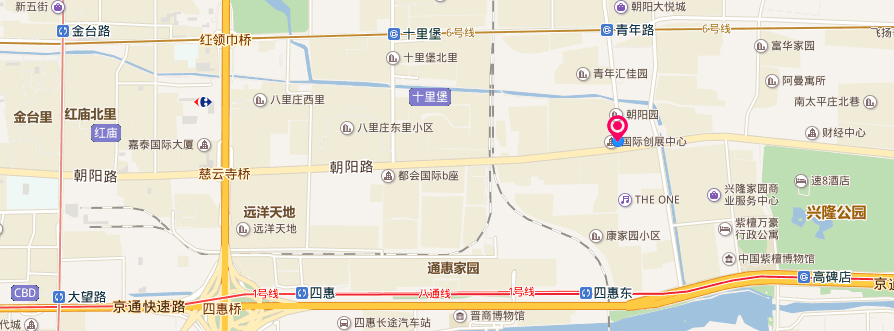 新五街
朝阳大悦城
金台路
十里堡
6号线
青年路
6号线
红领巾桥
富华家园
十里堡北里
青年汇佳园
阿曼寓所
八里庄西里
十里堡
南太平庄北巷
金台里
红庙北里
朝阳园
红庙
八里庄东里小区
财经中心
嘉泰国际大厦
国际创展中心
朝阳路
朝阳路
慈云寺桥
都会国际b座
速8酒店
兴隆家园商
业服务中心
THE ONE
远洋天地
兴隆公园
远洋天地
紫檀万豪
行政公寓
康家园小区
中国紫檀博物馆
通惠家园
高碑店
CBD
大望路
1号线
四惠
八通线
1号线
四惠东
京通快速路
四惠桥
晋商博物馆
四惠长途汽车站
代城